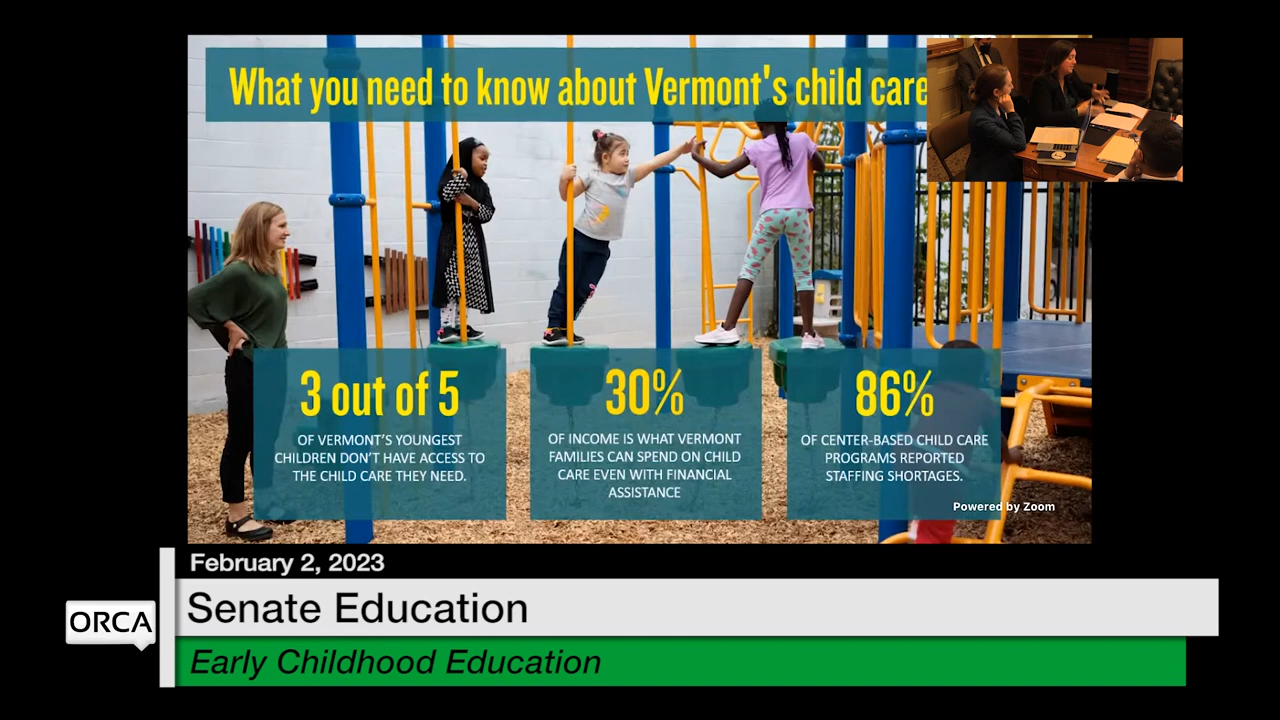 What you need to know about Vermont's child care
3 out of 5
OF VERMONT'S YOUNGEST
CHILDREN DON'T HAVE ACCESS TO
THE CHILD CARE THEY NEED.
30%
OF INCOME IS WHAT VERMONT
FAMILIES CAN SPEND ON CHILD
CARE EVEN WITH FINANCIAL
ASSISTANCE
86%
OF CENTER-BASED CHILD CARE
PROGRAMS REPORTED
STAFFING SHORTAGES.
Powered by Zoom
February 2, 2023
ORCA
Senate Education
Early Childhood Education